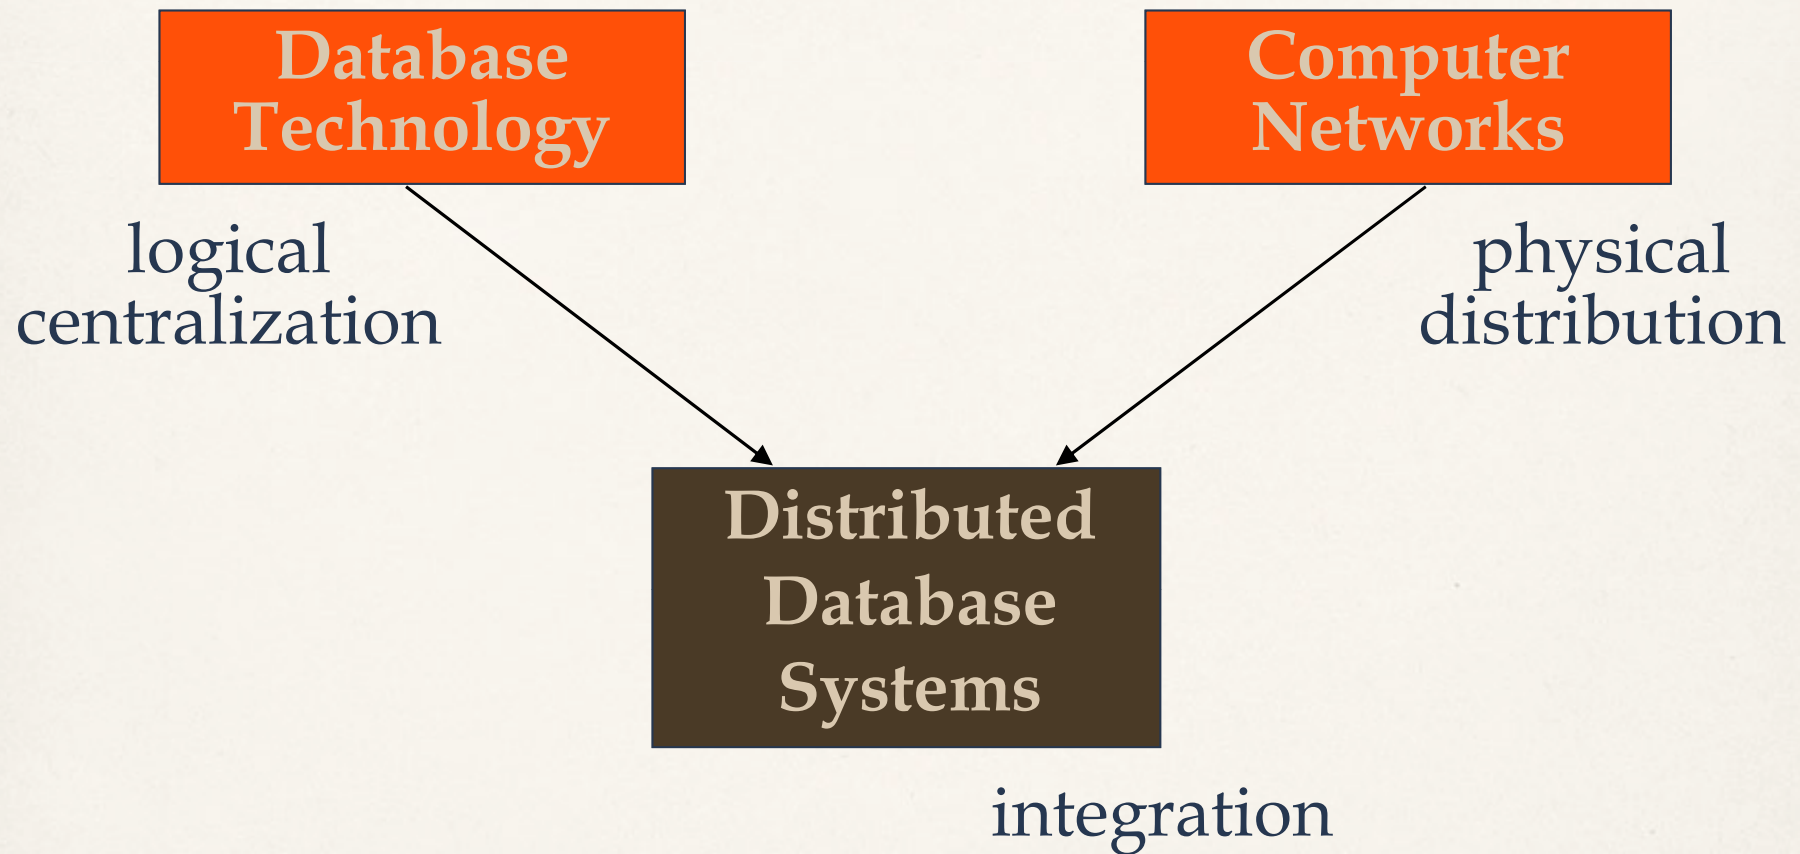 Database
Technology
Computer
Networks
logical
centralization
physical
distribution
Distributed
Database
Systems
integration